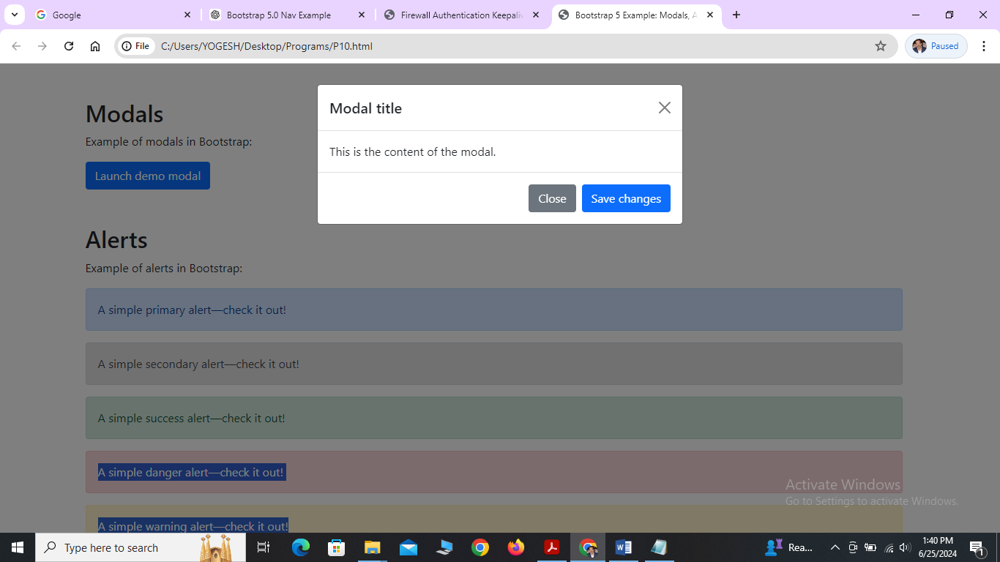 Google
Bootstrap 5.0 Nav Example
Firewall Authentication Keepaliv
Bootstrap 5 Example: Modals, A
File
C:/Users/YOGESH/Desktop/Programs/P10.html
Paused
Modal title
This is the content of the modal.
Close
Save changes
Modals
Example of modals in Bootstrap:
Launch demo modal
Alerts
Example of alerts in Bootstrap:
A simple primary alert—check it out!
A simple secondary alert—check it out!
A simple success alert—check it out!
A simple danger alert—check it out!
A simple warning alert—check it out!
Activate Windows
Go to Settings to activate Windows.
Type here to search
Rea...
1:40 PM
6/25/2024
1